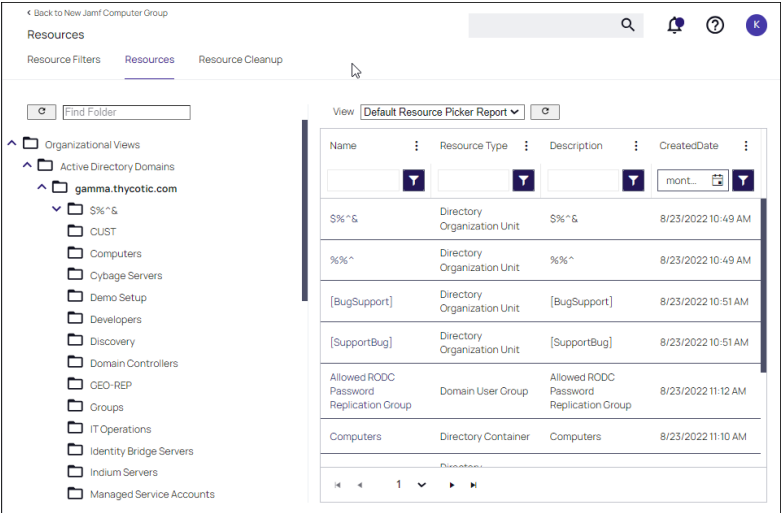 Back to New Jamf Computer Group
Resources
K
Resource Filters Resources Resource Cleanup
Find Folder
View Default Resource Picker Report
Organizational Views
Active Directory Domains
gamma.thycotic.com
$%^&
CUST
Computers
Cybage Servers
Demo Setup
Developers
Discovery
Domain Controllers
GEO-REP
Groups
IT Operations
Identity Bridge Servers
Indium Servers
Managed Service Accounts
Name Resource Type Description CreatedDate
mont...
$%^&
Directory
Organization Unit
$%^&
8/23/2022 10:49 AM
%%^
Directory
Organization Unit
%%^
8/23/2022 10:49 AM
[BugSupport]
Directory
Organization Unit
[BugSupport]
8/23/2022 10:51 AM
[SupportBug]
Directory
Organization Unit
[SupportBug]
8/23/2022 10:51 AM
Allowed RODC
Password
Replication Group
Domain User Group
Allowed RODC
Password
Replication Group
8/23/2022 11:12 AM
Computers
Directory Container
Computers
8/23/2022 11:10 AM
Directory
1